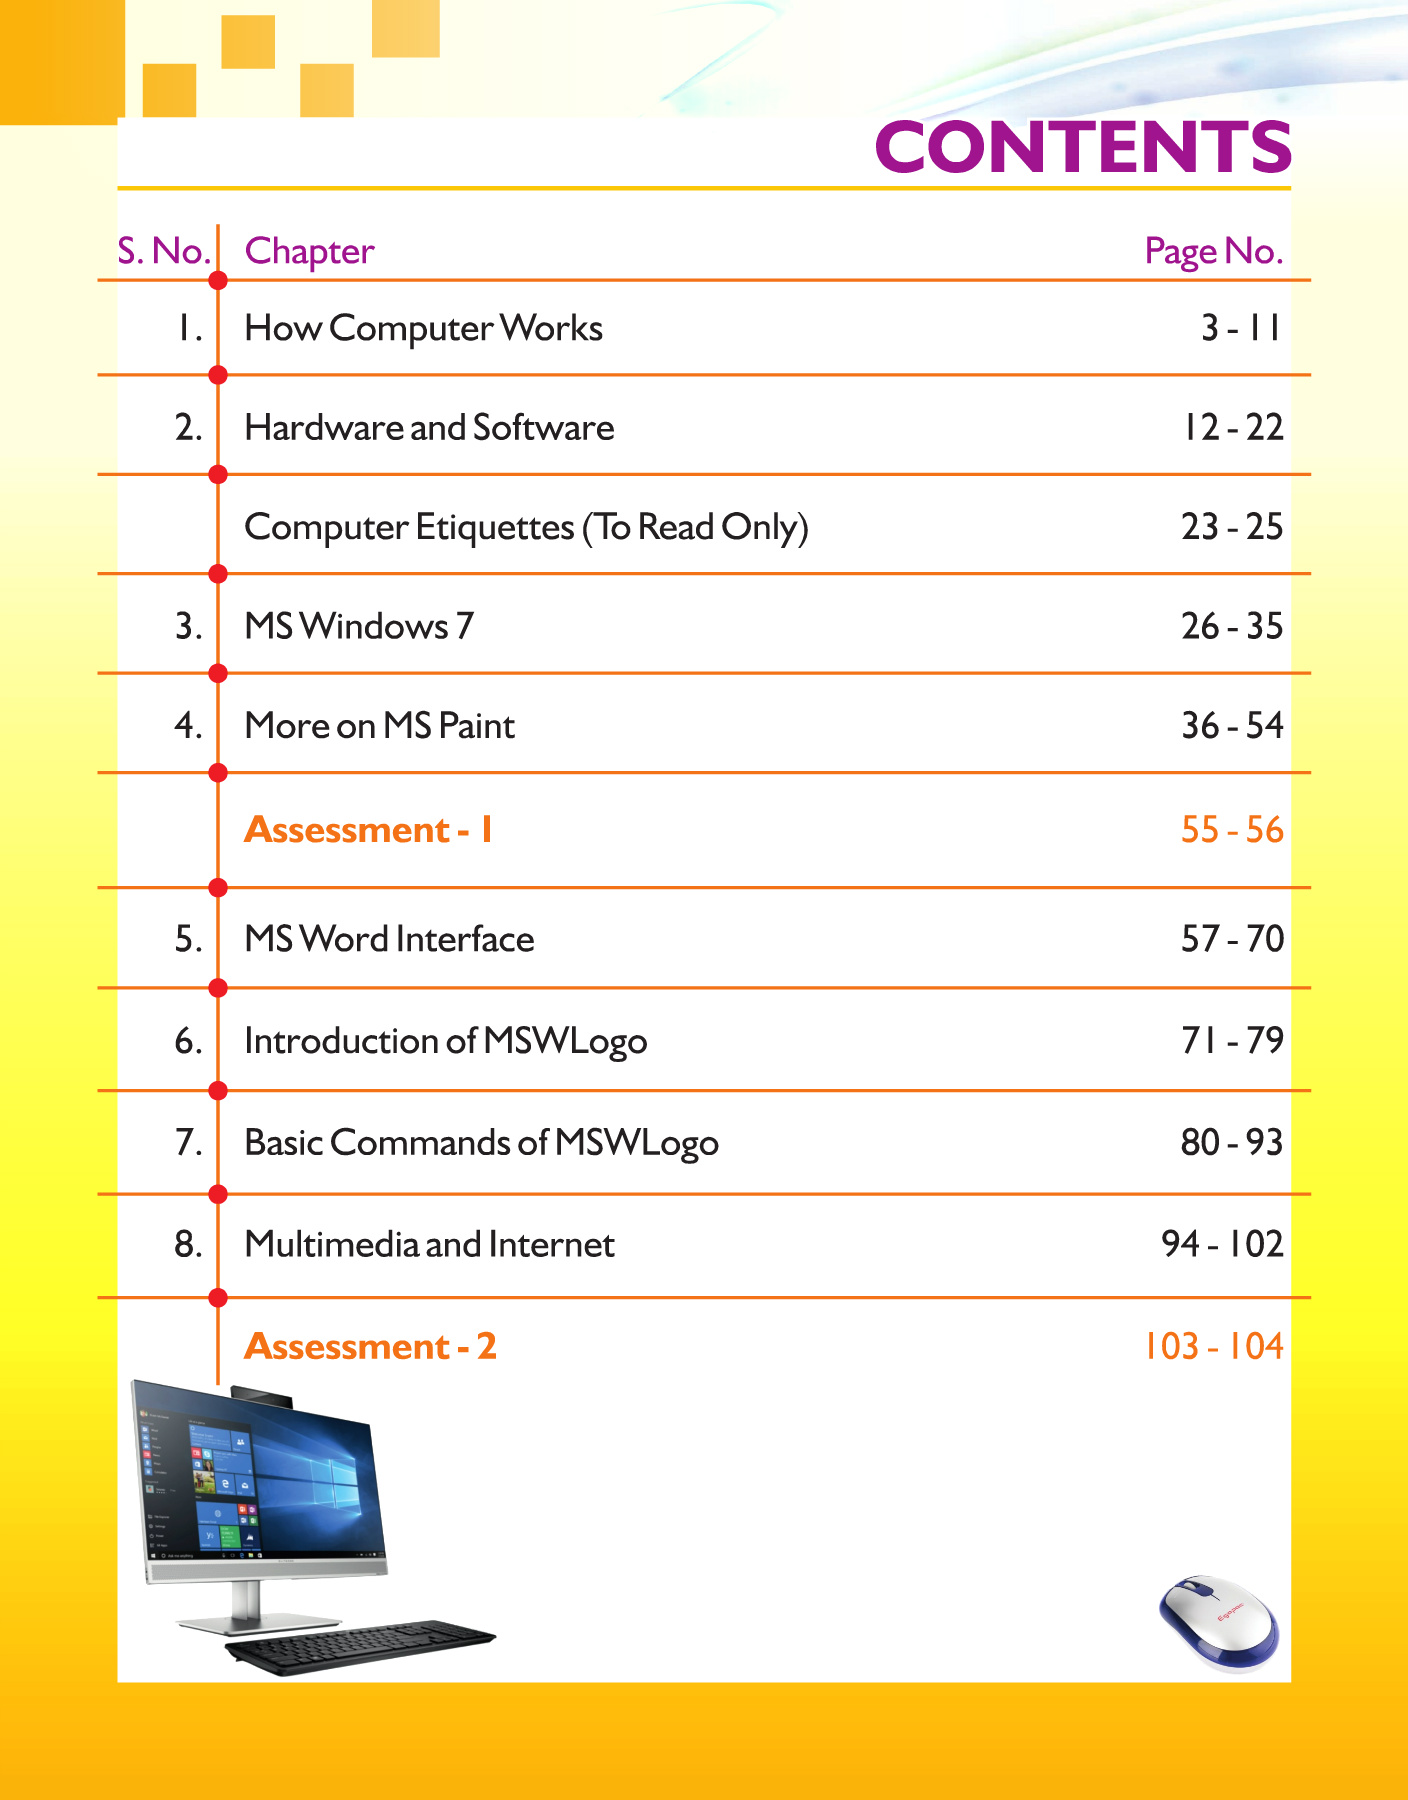 CONTENTS
S. No. Chapter Page No.
1. How Computer Works 3 - 11
2. Hardware and Software 12 - 22
Computer Etiquettes (To Read Only) 23 - 25
3. MS Windows 7 26 - 35
4. More on MS Paint 36 - 54
Assessment - 1 55 - 56
5. MS Word Interface 57 - 70
6. Introduction of MSWLogo 71 - 79
7. Basic Commands of MSWLogo 80 - 93
8. Multimedia and Internet 94 - 102
Assessment - 2 103 - 104